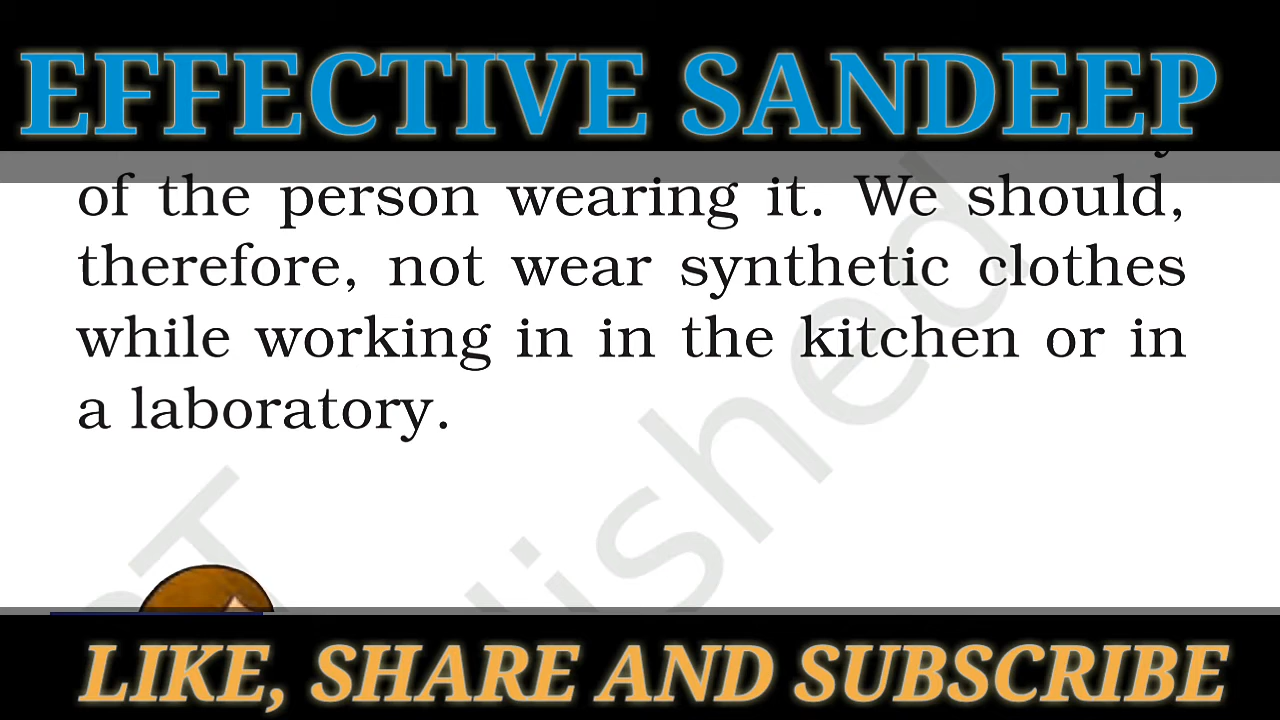 EFFECTIVE SANDEEP
of the person wearing it. We should,
therefore, not wear synthetic clothes
while working in in the kitchen or in
a laboratory.
lished
LIKE, SHARE AND SUBSCRIBE